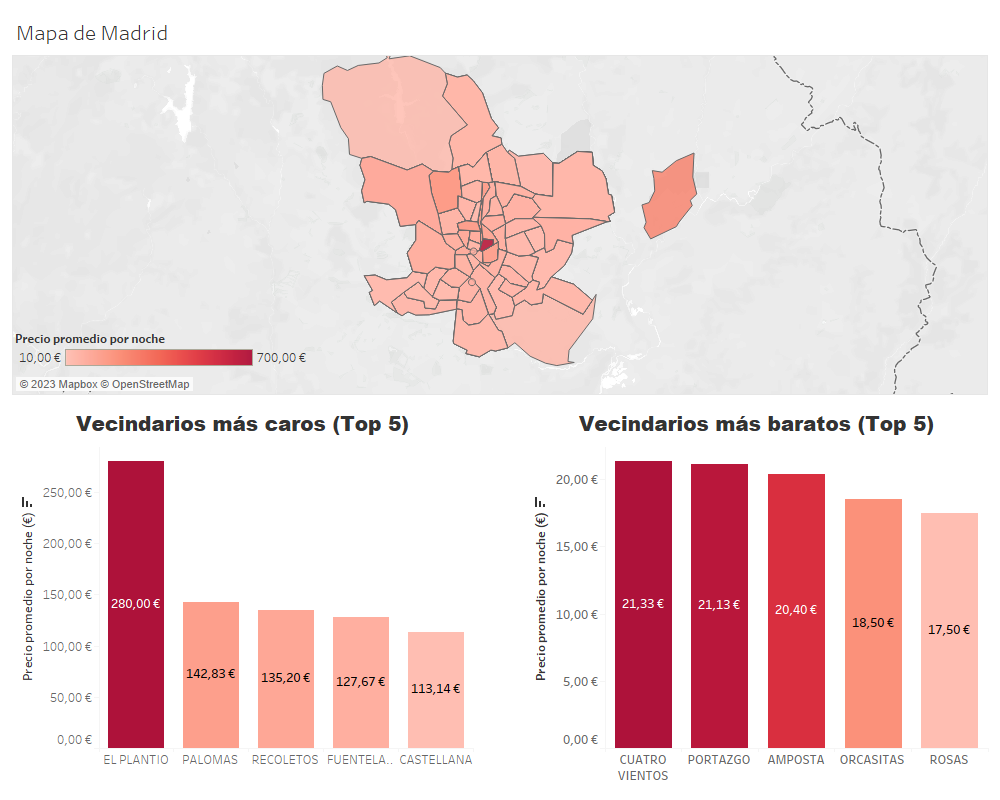 Mapa de Madrid
Precio promedio por noche
10,00 €
700,00 €
© 2023 Mapbox © OpenStreetMap
Vecindarios más caros (Top 5)
Precio promedio por noche (€)
250,00 €
200,00 €
150,00 €
100,00 €
50,00 €
0,00 €
280,00 €
142,83 €
135,20 €
127,67 €
113,14 €
EL PLANTIO
PALOMAS
RECOLETOS
FUENTELA..
CASTELLANA
Vecindarios más baratos (Top 5)
Precio promedio por noche (€)
20,00 €
15,00 €
10,00 €
5,00 €
0,00 €
21,33 €
21,13 €
20,40 €
18,50 €
17,50 €
CUATRO
VIENTOS
PORTAZGO
AMPOSTA
ORCASITAS
ROSAS